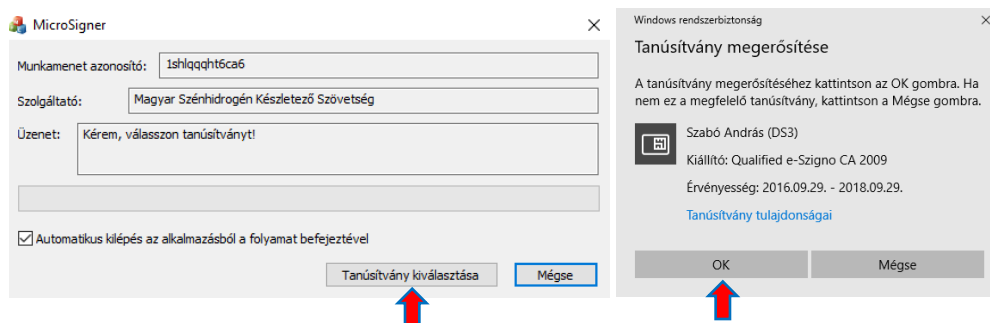 MicroSigner
Munkamenet azonosító: 1shlqqqht6ca6
Szolgáltató: Magyar Szénhidrogén Készletező Szövetség
Üzenet: Kérem, válasszon tanúsítványt!
Automatikus kilépés az alkalmazásból a folyamat befejeztével
Tanúsítvány kiválasztása Mégse
Windows rendszerbiztonság
Tanúsítvány megerősítése
A tanúsítvány megerősítéséhez kattintson az OK gombra. Ha
nem ez a megfelelő tanúsítvány, kattintson a Mégse gombra.
Szabó András (DS3)
Kiállító: Qualified e-Szigno CA 2009
Érvényesség: 2016.09.29. - 2018.09.29.
Tanúsítvány tulajdonságai
OK Mégse